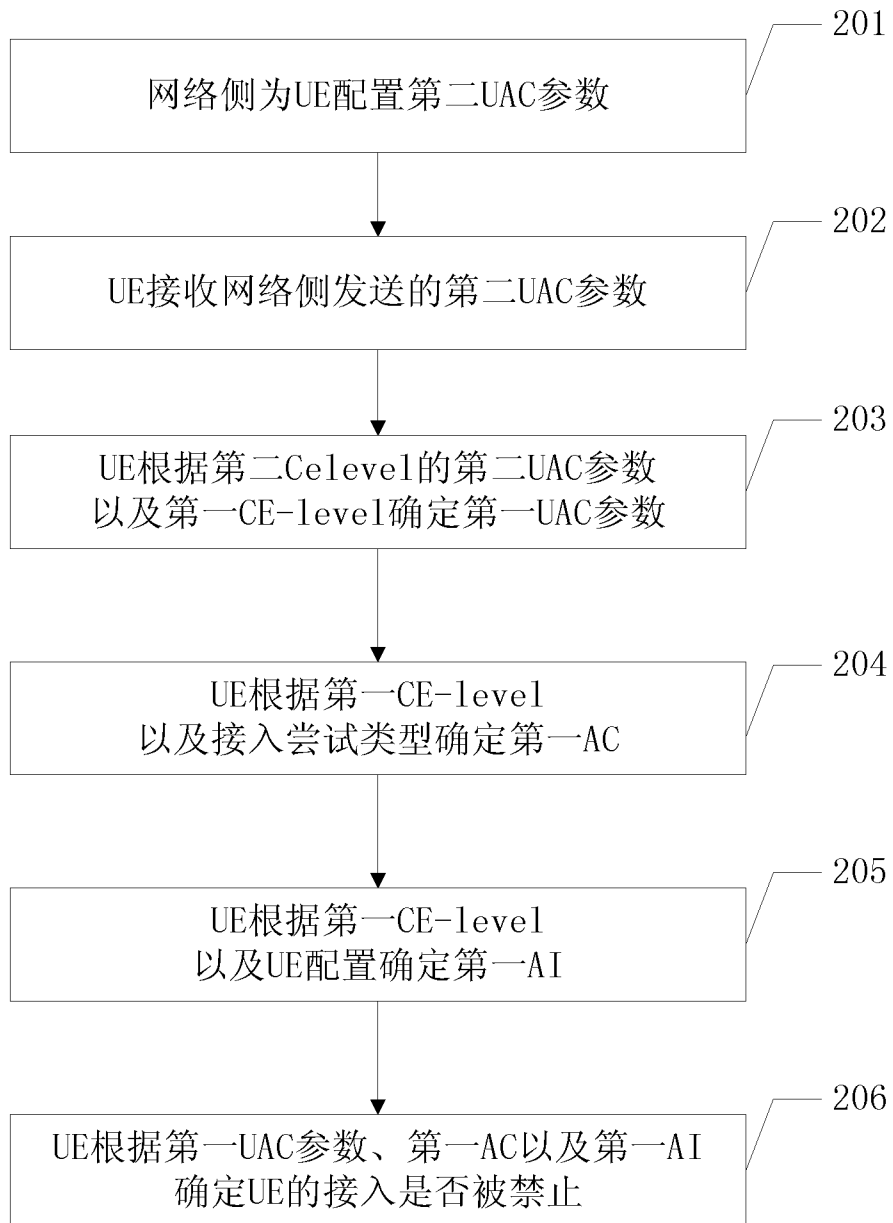 201
网络侧为UE配置第二UAC参数
202
UE接收网络侧发送的第二UAC参数
203
UE根据第二Celevel的第二UAC参数
以及第一CE-level确定第一UAC参数
204
UE根据第一CE-level
以及接入尝试类型确定第一AC
205
UE根据第一CE-level
以及UE配置确定第一AI
206
UE根据第一UAC参数、第一AC以及第一AI
确定UE的接入是否被禁止